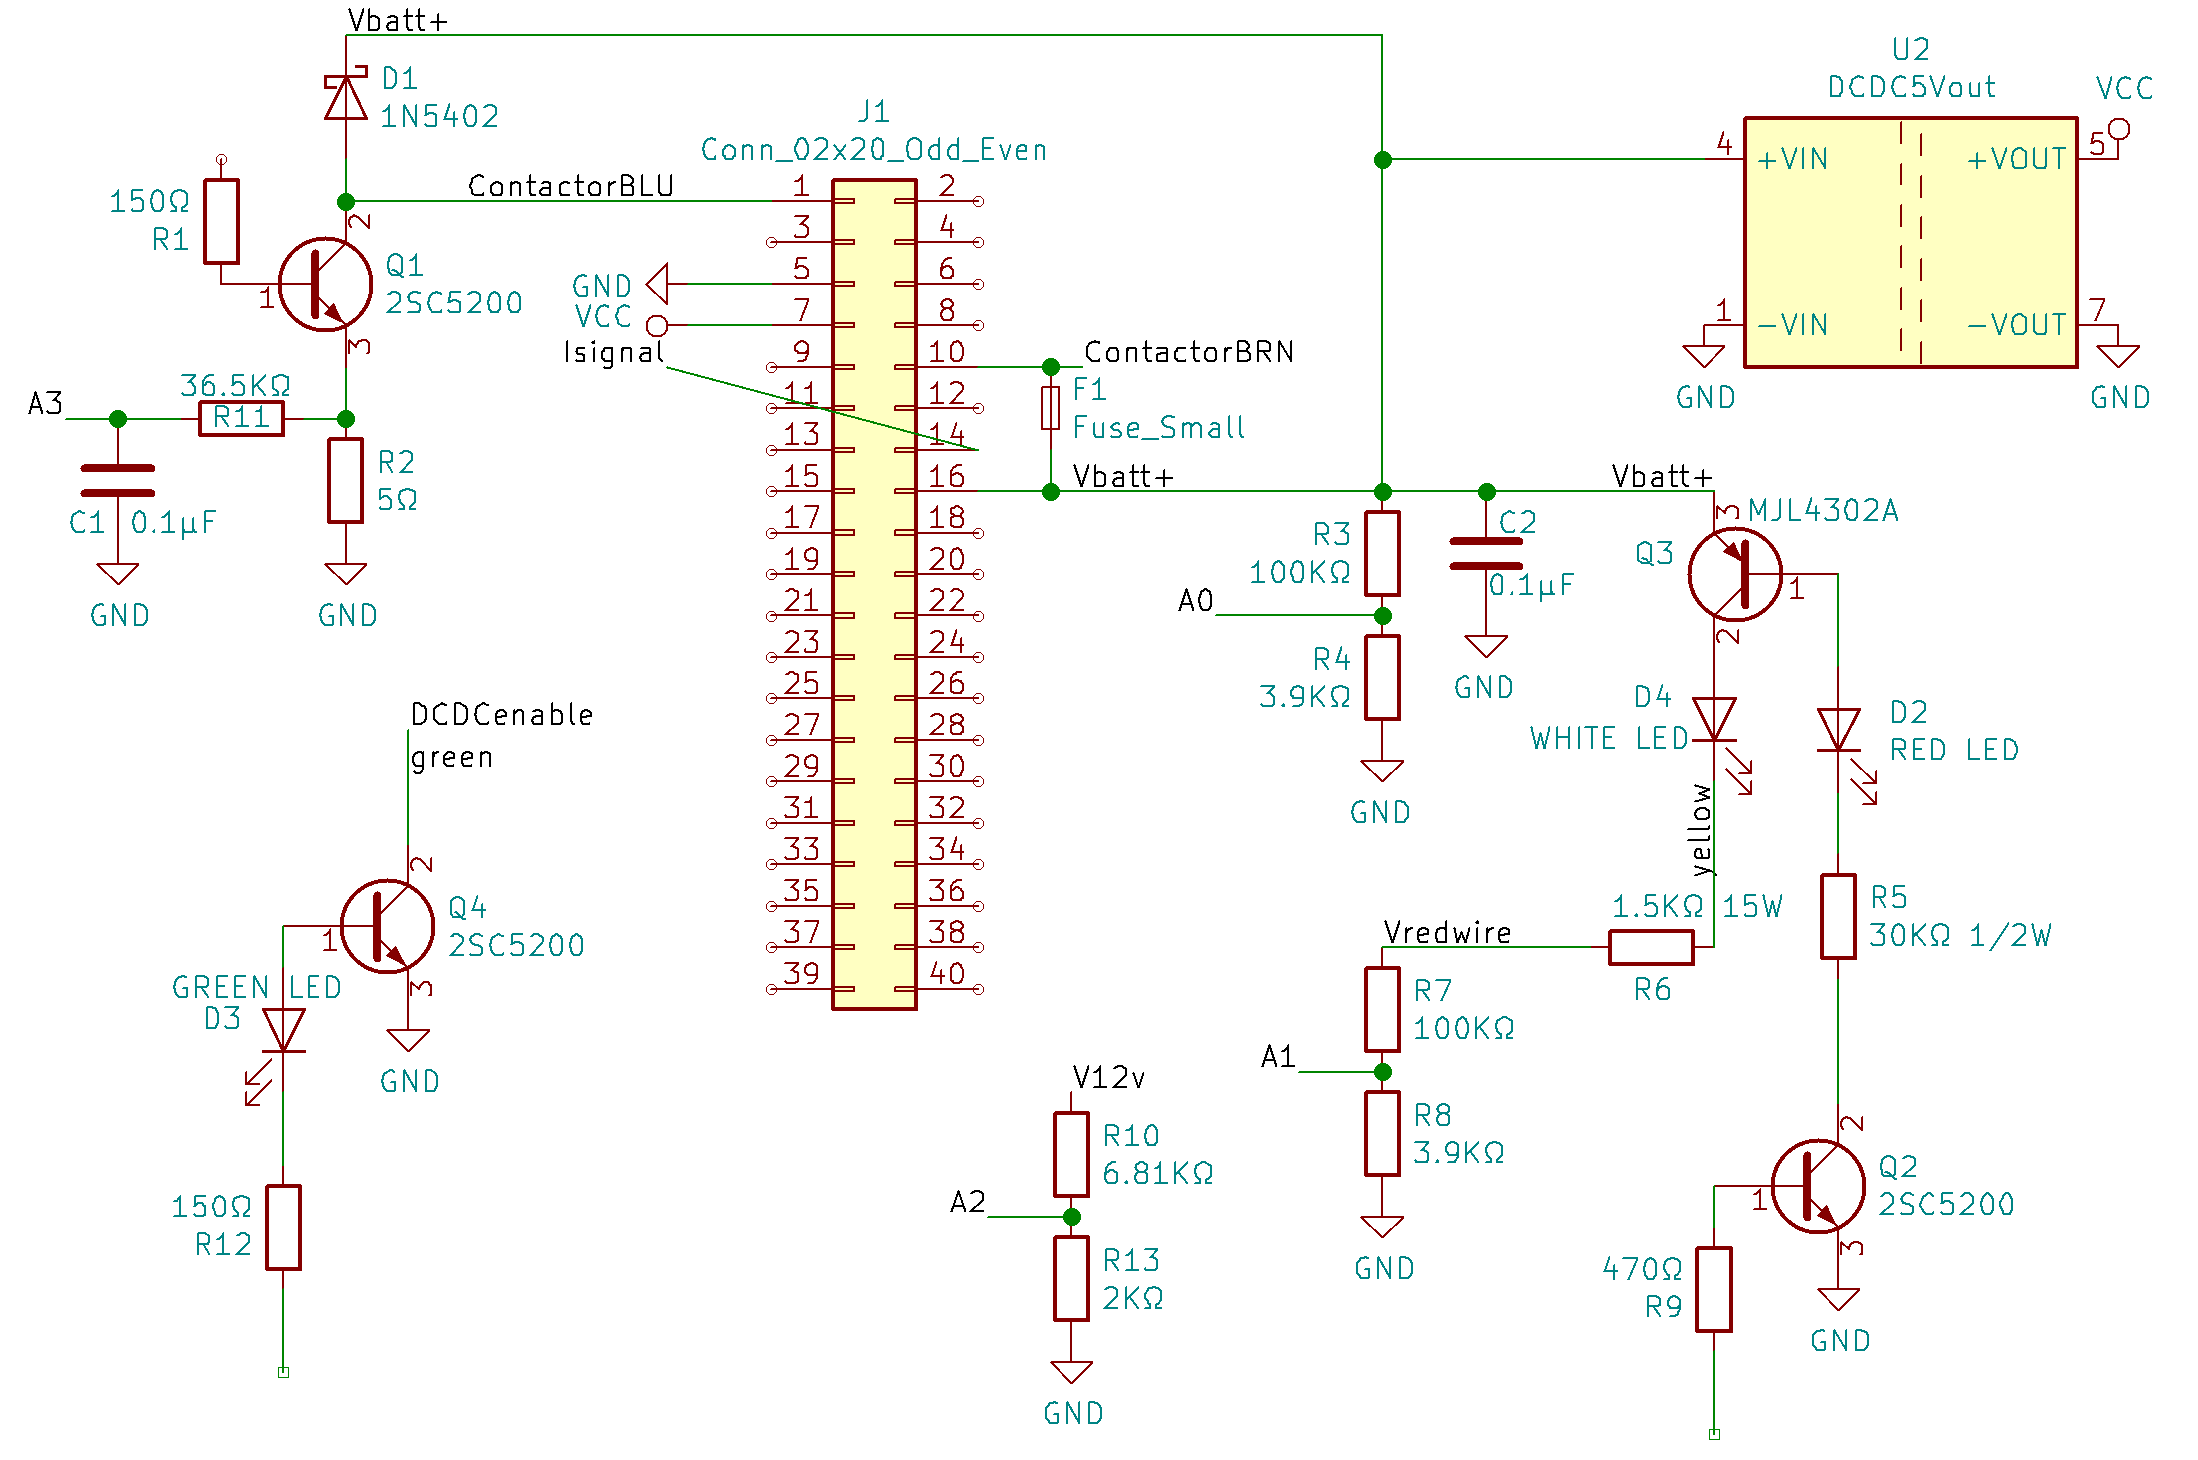 Vbatt+
D1
1N5402
150Ω
R1
2
1
Q1
2SC5200
3
ContactorBLU
A3
36.5KΩ
R11
R2
5Ω
C1 0.1µF
GND
GND
J1
Conn_02x20_Odd_Even
1 2
3 4
5 6
7 8
9 10
11 12
13 14
15 16
17 18
19 20
21 22
23 24
25 26
27 28
29 30
31 32
33 34
35 36
37 38
39 40
GND
VCC
Isignal
ContactorBRN
F1
Fuse_Small
Vbatt+
Vbatt+
U2
DCDC5Vout
VCC
4 +VIN
+VOUT 5
1 -VIN
-VOUT 7
GND
GND
R3
100KΩ
A0
R4
3.9KΩ
GND
C2
0.1µF
GND
3
MJL4302A
Q3
1
2
D4
WHITE LED
D2
RED LED
yellow
1.5KΩ 15W
R6
R5
30KΩ 1/2W
Vredwire
R7
100KΩ
A1
R8
3.9KΩ
GND
2
1
Q2
2SC5200
3
470Ω
R9
GND
DCDCenable
green
2
Q4
1
2SC5200
3
GREEN LED
D3
GND
150Ω
R12
V12v
R10
6.81KΩ
A2
R13
2KΩ
GND